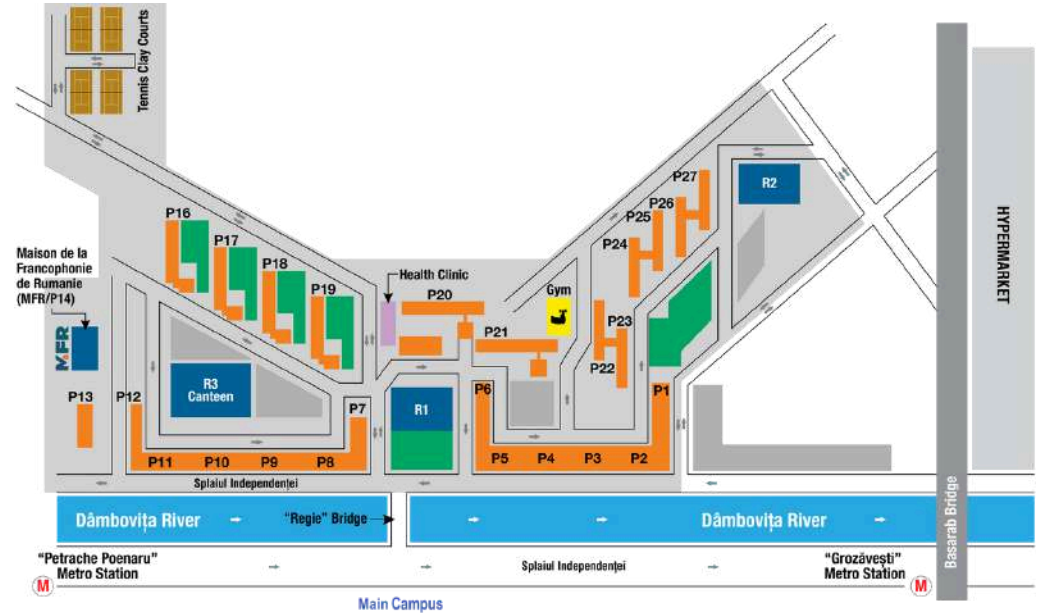 Tennis Clay Courts
P16
P17
P18
P19
Maison de la
Francophonie
de Rumanie
(MFR/P14)
MFR
P13
P12
R3
Canteen
P7
P11
P10
P9
P8
Health Clinic
P20
P21
Gym
R1
P6
P5
P4
P3
P2
P1
P22
P23
P24
P25
P26
P27
R2
HYPERMARKET
Basarab Bridge
Splaiul Independenței
Dâmbovița River
"Regie" Bridge
Dâmbovița River
"Petrache Poenaru"
Metro Station
M
Splaiul Independenței
"Grozăvești"
Metro Station
M
Main Campus